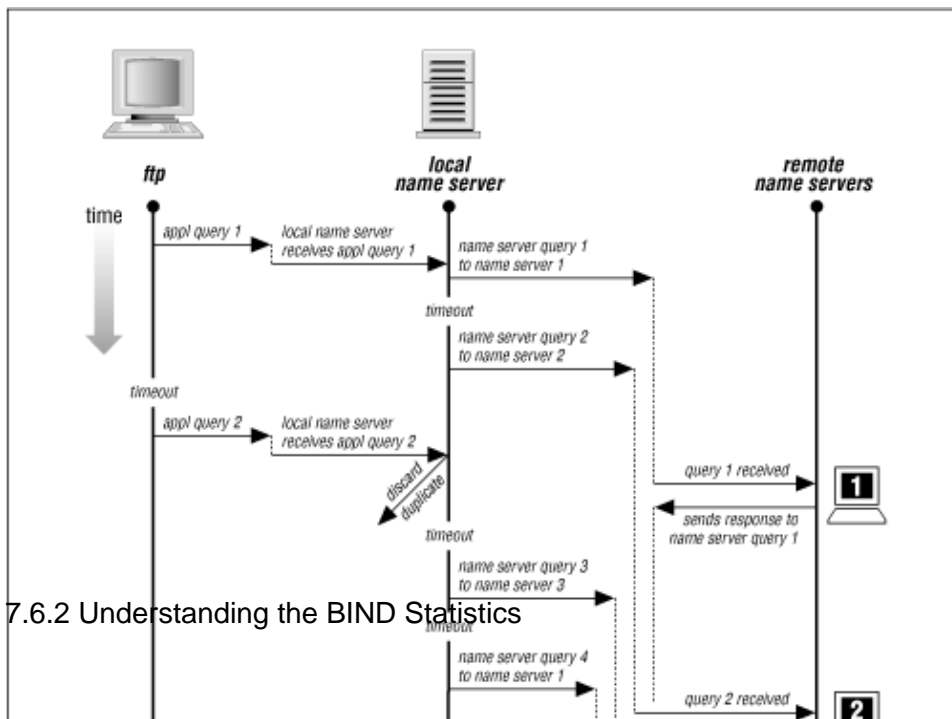 ftp
local
name server
remote
name servers
time
appl query 1
local name server
receives appl query 1
name server query 1
to name server 1
timeout
name server query 2
to name server 2
timeout
appl query 2
local name server
receives appl query 2
discard
duplicate
query 1 received
1
sends response to
name server query 1
timeout
name server query 3
to name server 3
7.6.2 Understanding the BIND Statistics
timeout
name server query 4
to name server 1
query 2 received
2